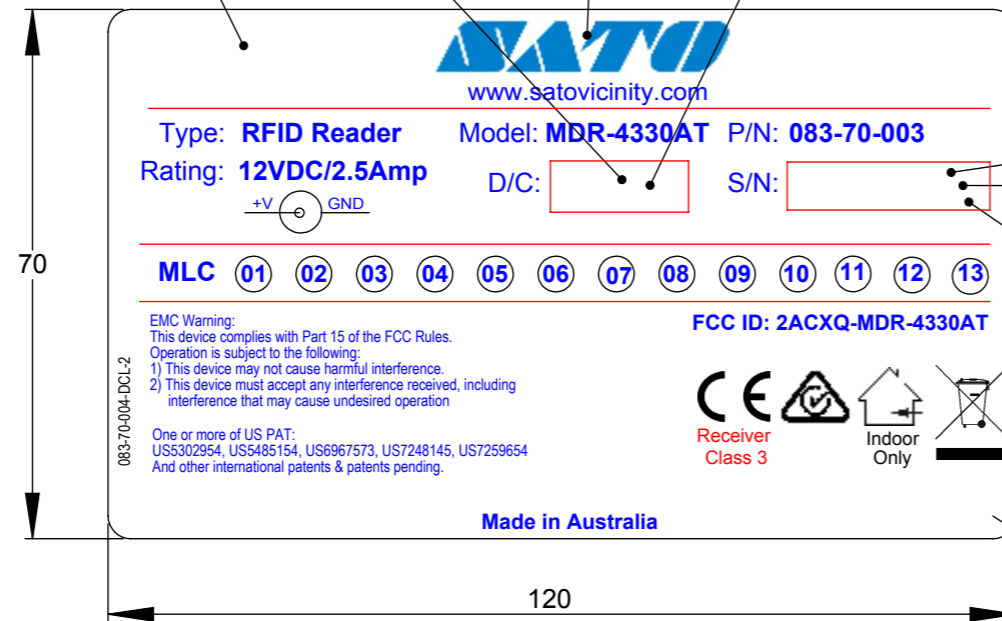 SATO
www.satovicinity.com
Type: RFID Reader Model: MDR-4330AT P/N: 083-70-003
Rating: 12VDC/2.5Amp D/C: S/N:
+V GND
MLC 01 02 03 04 05 06 07 08 09 10 11 12 13
EMC Warning:
This device complies with Part 15 of the FCC Rules.
Operation is subject to the following:
1) This device may not cause harmful interference.
2) This device must accept any interference received, including
interference that may cause undesired operation
One or more of US PAT:
US5302954, US5485154, US6967573, US7248145, US7259654
And other international patents & patents pending.
FCC ID: 2ACXQ-MDR-4330AT
CE
Receiver
Class 3
Indoor
Only
083-70-004-DCL-2
Made in Australia
70
120